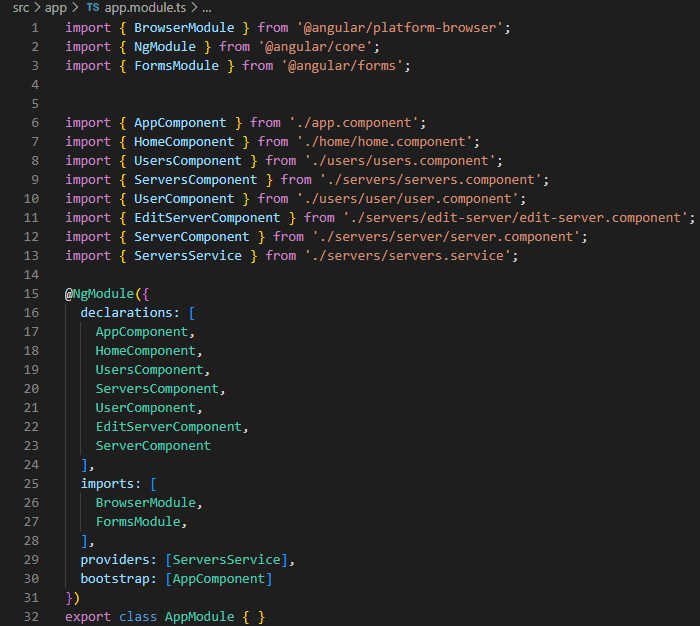 src > app > TS app.module.ts > ...
1 import { BrowserModule } from '@angular/platform-browser';
2 import { NgModule } from '@angular/core';
3 import { FormsModule } from '@angular/forms';
4
5
6 import { AppComponent } from './app.component';
7 import { HomeComponent } from './home/home.component';
8 import { UsersComponent } from './users/users.component';
9 import { ServersComponent } from './servers/servers.component';
10 import { UserComponent } from './users/user/user.component';
11 import { EditServerComponent } from './servers/edit-server/edit-server.component';
12 import { ServerComponent } from './servers/server/server.component';
13 import { ServersService } from './servers/servers.service';
14
15 @NgModule({
16   declarations: [
17     AppComponent,
18     HomeComponent,
19     UsersComponent,
20     ServersComponent,
21     UserComponent,
22     EditServerComponent,
23     ServerComponent
24   ],
25   imports: [
26     BrowserModule,
27     FormsModule,
28   ],
29   providers: [ServersService],
30   bootstrap: [AppComponent]
31 })
32 export class AppModule { }